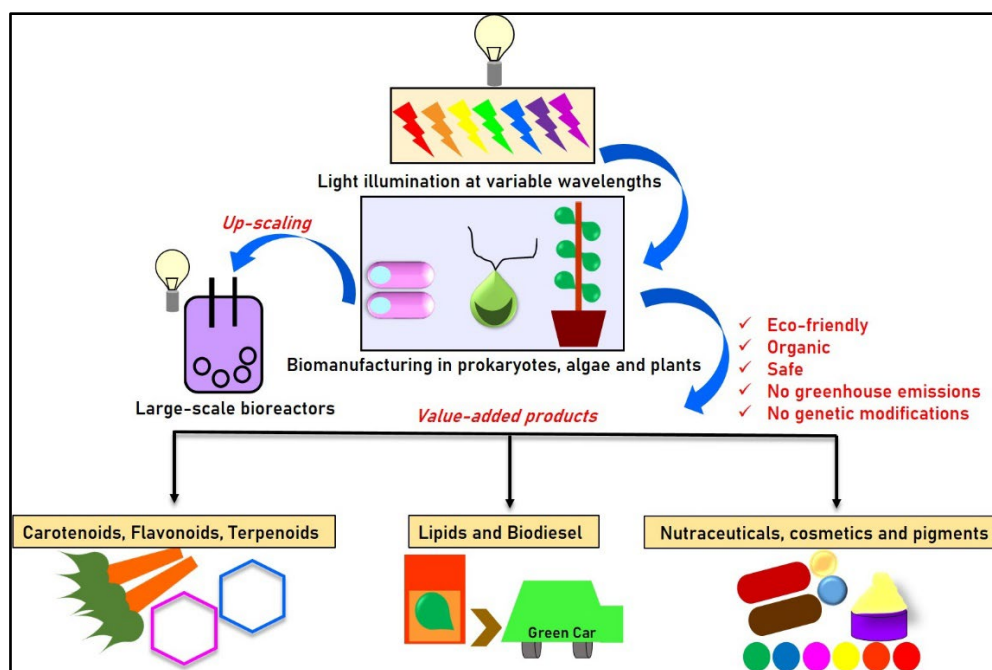 Light illumination at variable wavelengths
Up-scaling
Biomanufacturing in prokaryotes, algae and plants
Large-scale bioreactors
✓ Eco-friendly
✓ Organic
✓ Safe
✓ No greenhouse emissions
✓ No genetic modifications
Value-added products
Carotenoids, Flavonoids, Terpenoids
Lipids and Biodiesel
Nutraceuticals, cosmetics and pigments
Green Car